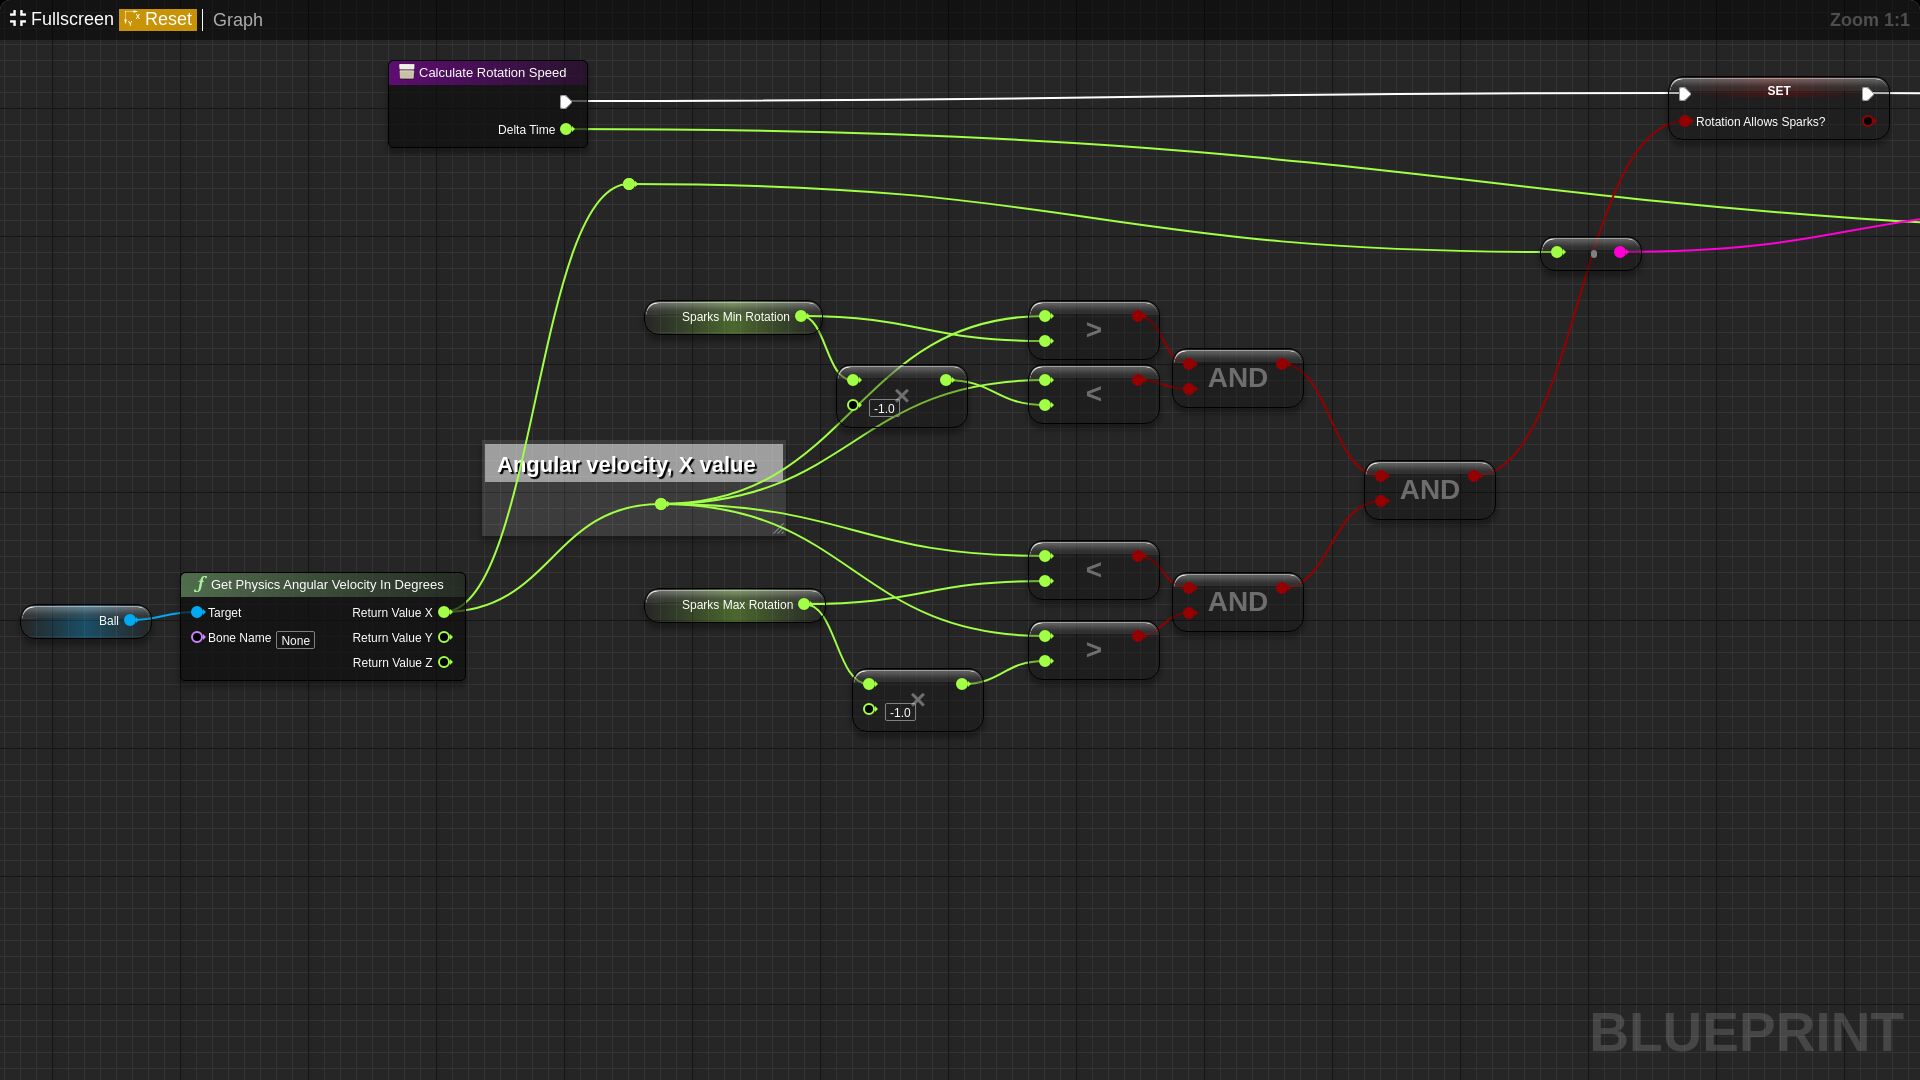 Fullscreen Reset Graph
Zoom 1:1
Calculate Rotation Speed
Delta Time
SET
Rotation Allows Sparks?
Sparks Min Rotation
>
×
-1.0
<
AND
Angular velocity, X value
AND
<
Sparks Max Rotation
AND
>
×
-1.0
Ball
f Get Physics Angular Velocity In Degrees
Target
Return Value X
Bone Name None
Return Value Y
Return Value Z
BLUEPRINT